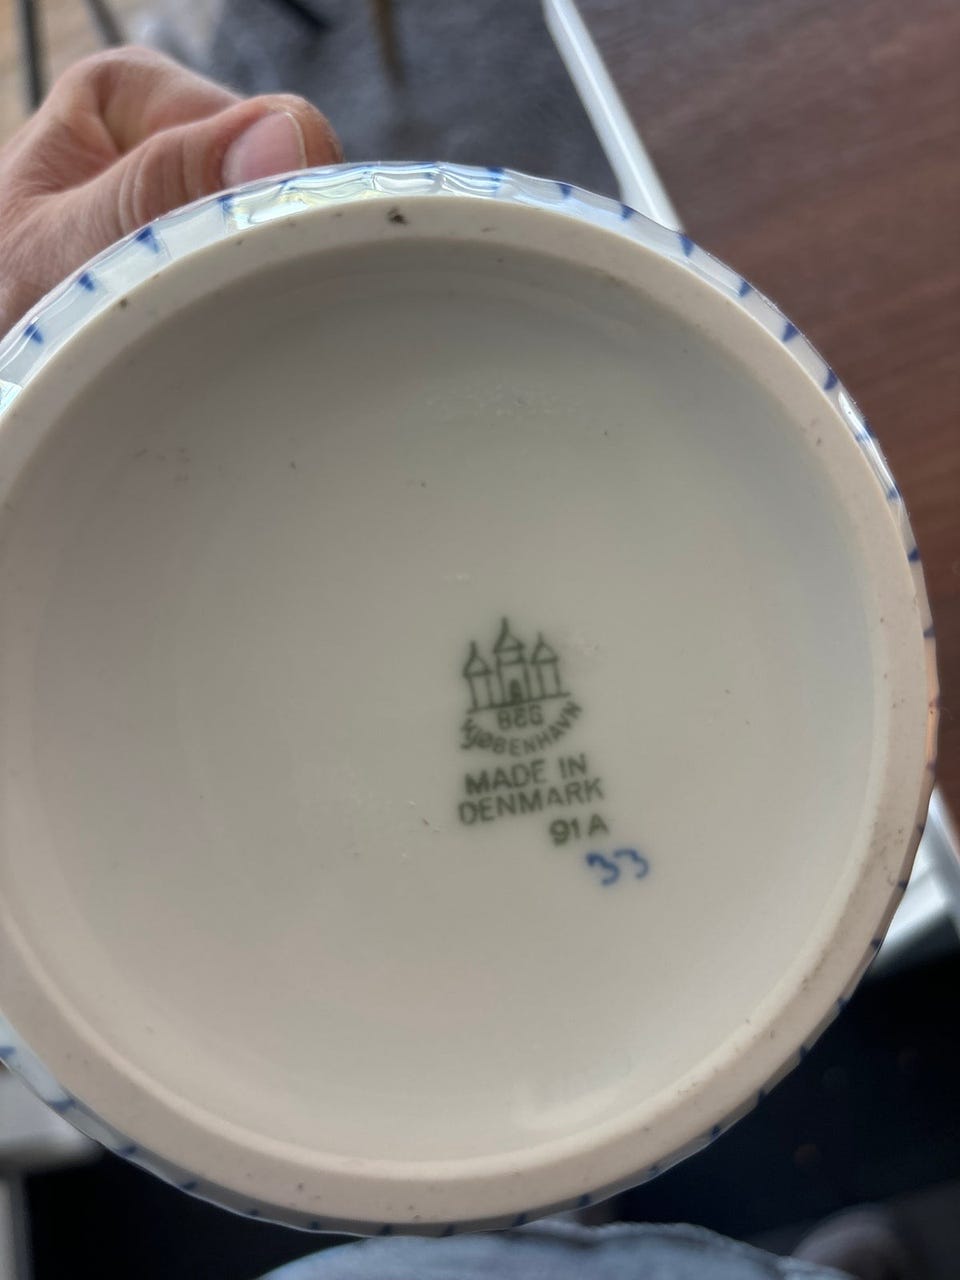 B&G
KJØBENHAVN
MADE IN
DENMARK
91A
33